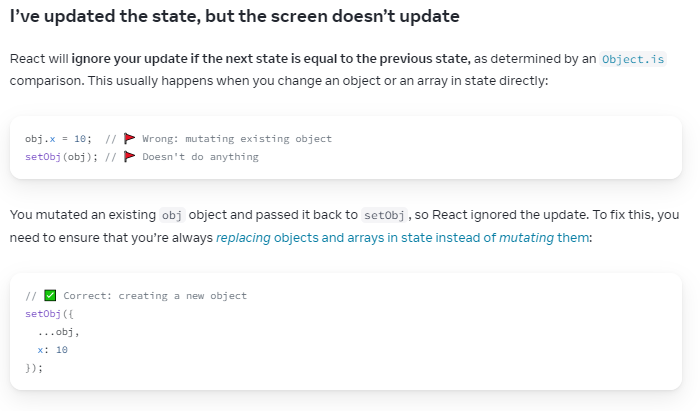 I’ve updated the state, but the screen doesn’t update
React will ignore your update if the next state is equal to the previous state, as determined by an Object.is
comparison. This usually happens when you change an object or an array in state directly:
obj.x = 10;  // 🚩 Wrong: mutating existing object
setObj(obj); // 🚩 Doesn't do anything
You mutated an existing obj object and passed it back to setObj, so React ignored the update. To fix this, you
need to ensure that you’re always replacing objects and arrays in state instead of mutating them:
// ✅ Correct: creating a new object
setObj({
  ...obj,
  x: 10
});